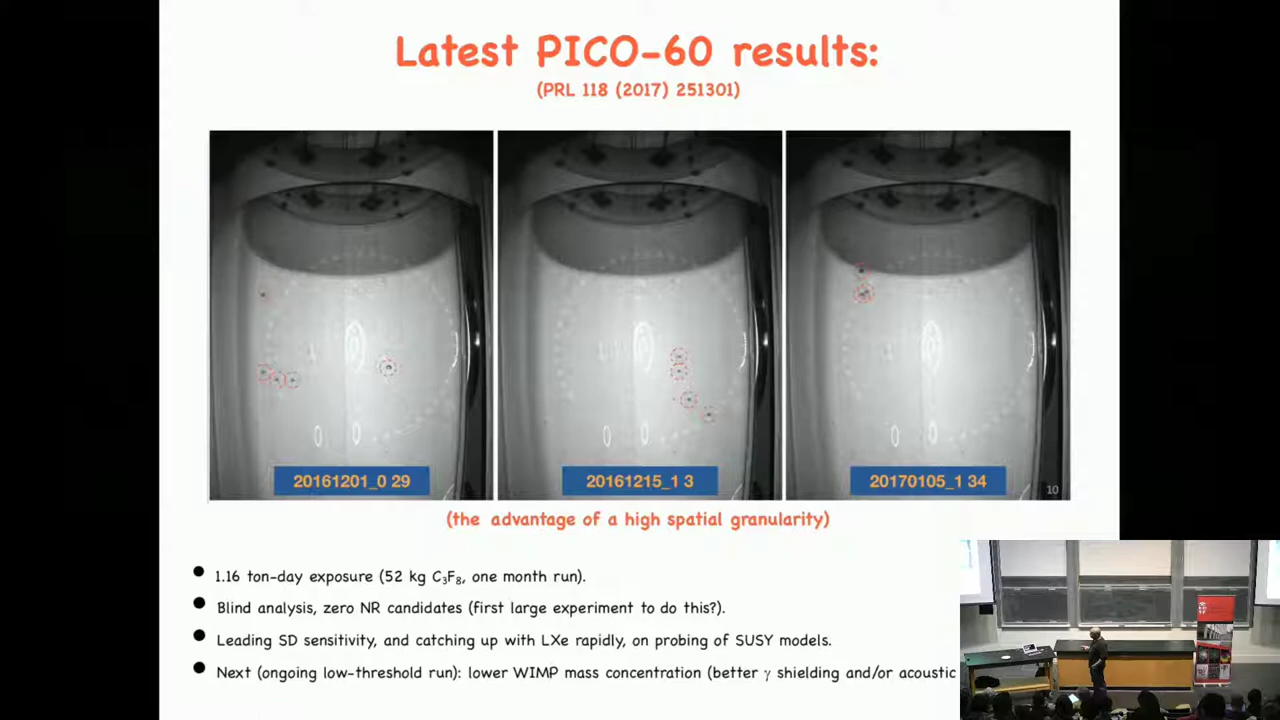 Latest PICO-60 results:
(PRL 118 (2017) 251301)
20161201_0 29
20161215_1 3
20170105_1 34
10
(the advantage of a high spatial granularity)
• 1.16 ton-day exposure (52 kg C₃F₈, one month run).
• Blind analysis, zero NR candidates (first large experiment to do this?).
• Leading SD sensitivity, and catching up with LXe rapidly, on probing of SUSY models.
• Next (ongoing low-threshold run): lower WIMP mass concentration (better γ shielding and/or acoustic